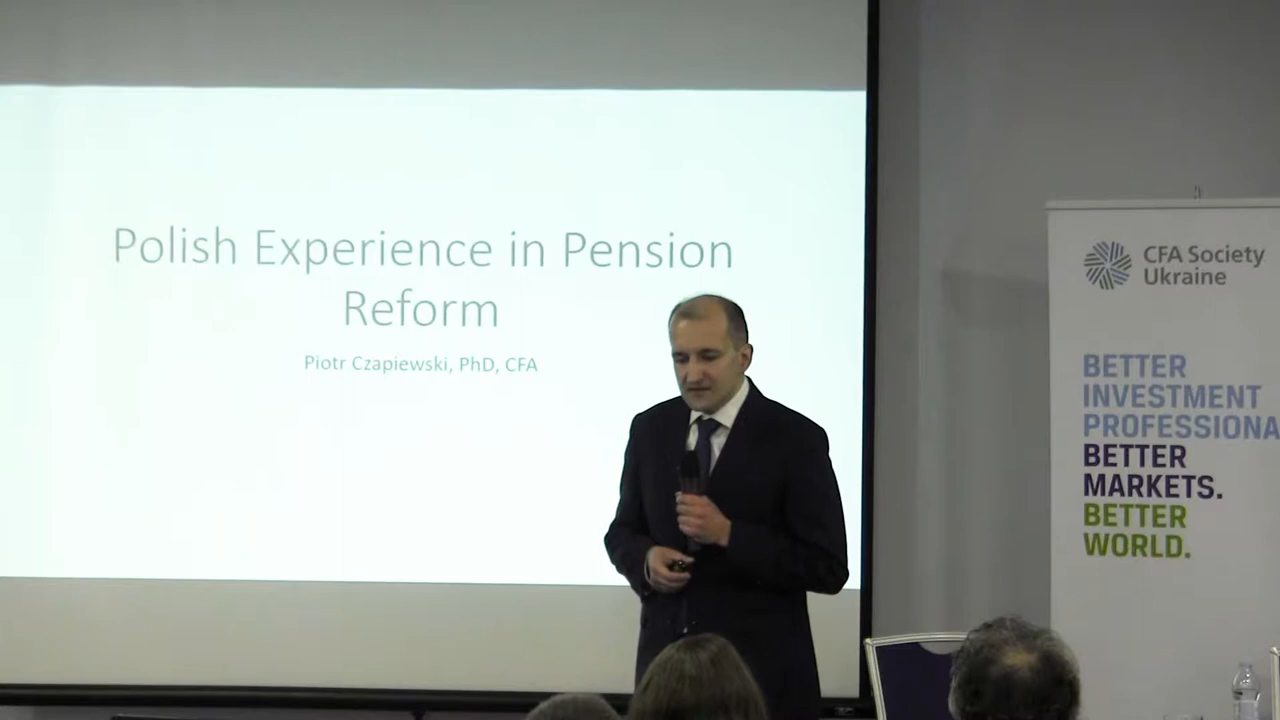 Polish Experience in Pension
Reform
Piotr Czapiewski, PhD, CFA
CFA Society
Ukraine
BETTER
INVESTMENT
PROFESSIONA
BETTER
MARKETS.
BETTER
WORLD.